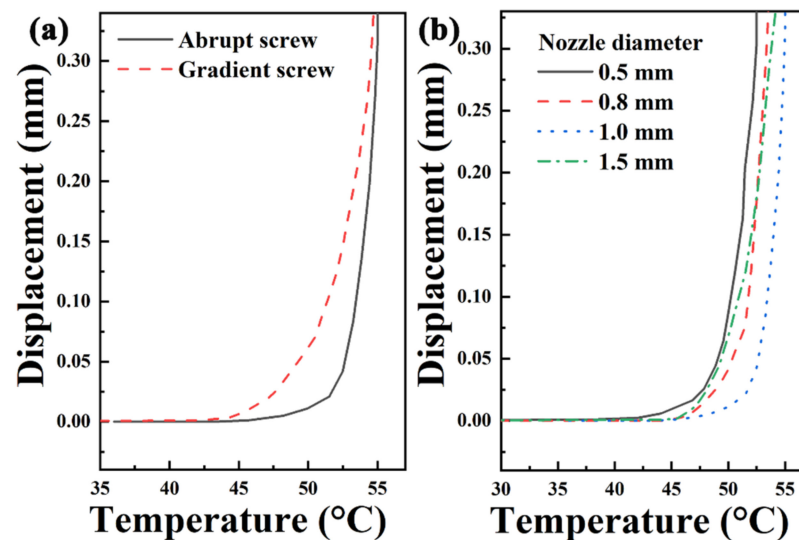 (a)
Abrupt screw
Gradient screw
0.30
0.25
0.20
0.15
0.10
0.05
0.00
Displacement (mm)
35 40 45 50 55
Temperature (°C)
(b)
Nozzle diameter
0.5 mm
0.8 mm
1.0 mm
1.5 mm
0.30
0.25
0.20
0.15
0.10
0.05
0.00
Displacement (mm)
30 35 40 45 50 55
Temperature (°C)